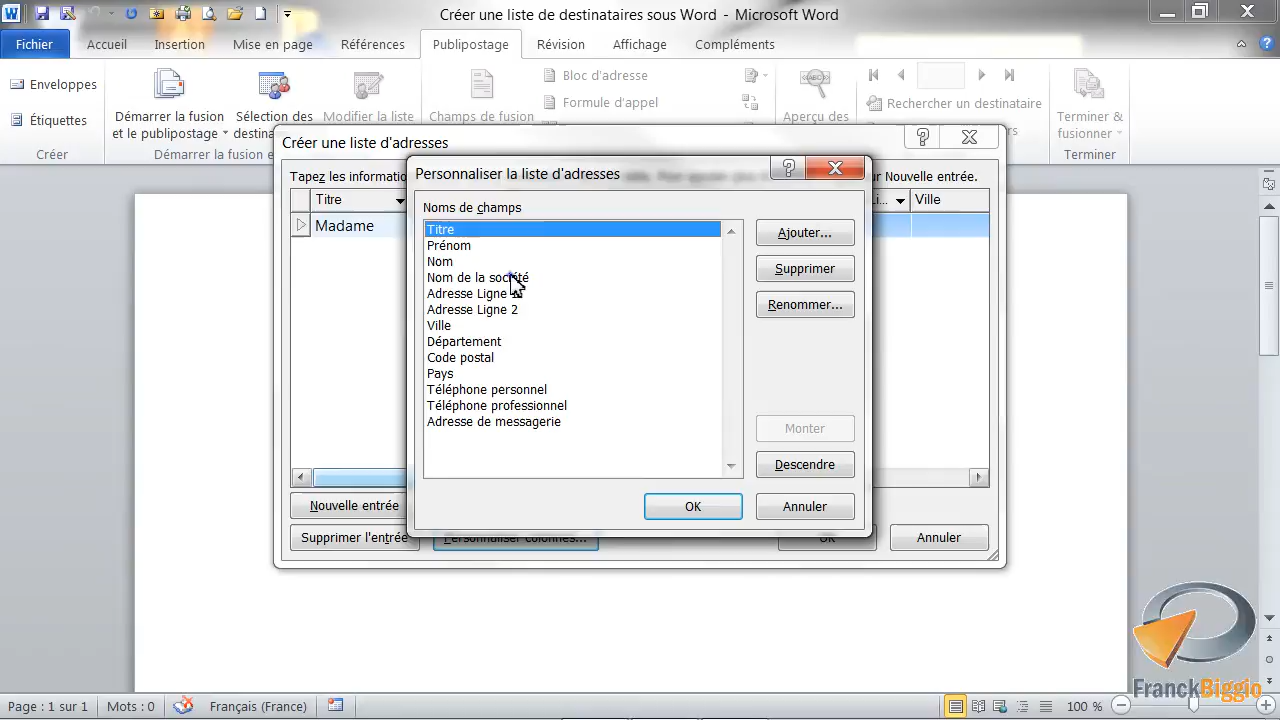 Créer une liste de destinataires sous Word - Microsoft Word
Fichier Accueil Insertion Mise en page Références Publipostage Révision Affichage Compléments
Enveloppes
Étiquettes
Créer
Démarrer la fusion
et le publipostage
Sélection des
Modifier la liste
Démarrer la fusion
Champs de fusion
Bloc d'adresse
Formule d'appel
Aperçu des
Rechercher un destinataire
Terminer &
fusionner
Terminer
Créer une liste d'adresses
Tapez les
sur Nouvelle entrée.
Titre
Ville
Madame
Personnaliser la liste d'adresses
Noms de champs
Titre
Prénom
Nom
Nom de la société
Adresse Ligne
Adresse Ligne 2
Ville
Département
Code postal
Pays
Téléphone personnel
Téléphone professionnel
Adresse de messagerie
Ajouter...
Supprimer
Renommer...
Monter
Descendre
OK
Annuler
Nouvelle entrée
Supprimer l'entrée
Personnaliser colonnes...
OK
Annuler
FranckBiggio
Page : 1 sur 1 Mots : 0 Français (France) 100 %